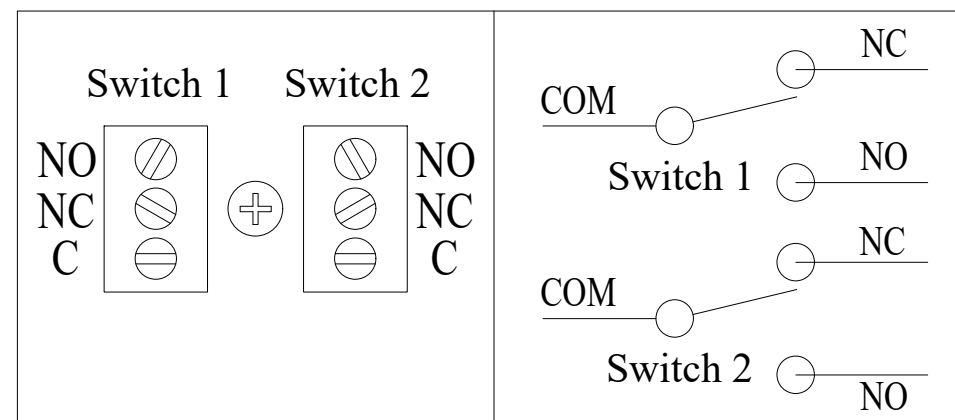 Switch 1 Switch 2
NO NO
NC NC
C C
NC
COM
NO
Switch 1
NC
COM
Switch 2
NO